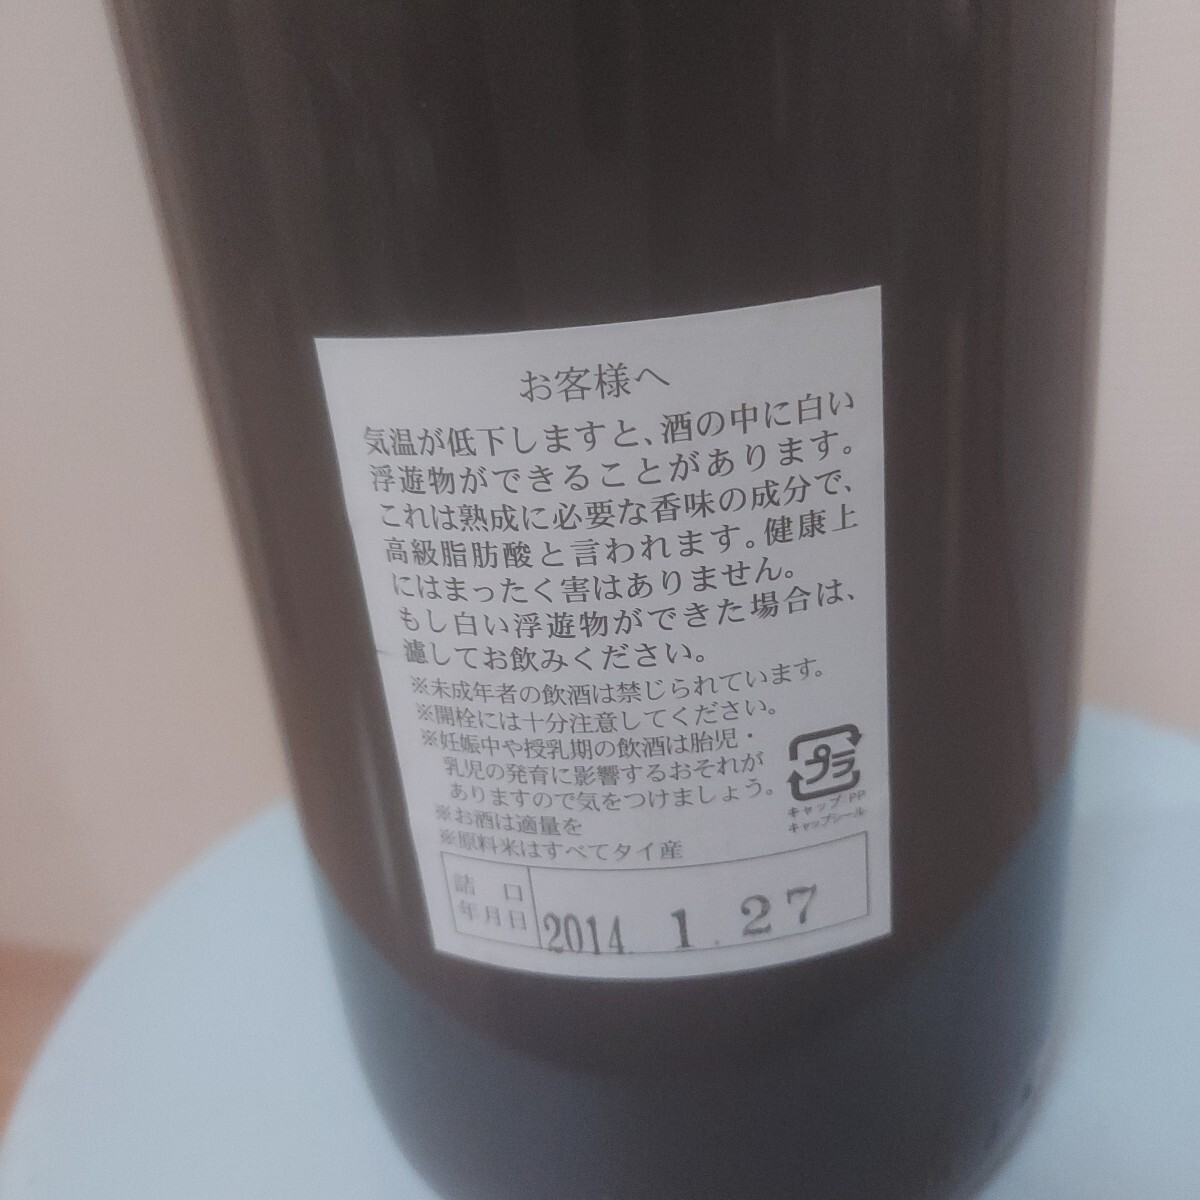 お客様へ
気温が低下しますと、酒の中に白い
浮遊物ができることがあります。
これは熟成に必要な香味の成分で、
高級脂肪酸と言われます。健康上
にはまったく害はありません。
もし白い浮遊物ができた場合は、
濾してお飲みください。
※未成年者の飲酒は禁じられています。
※開栓には十分注意してください。
※妊娠中や授乳期の飲酒は胎児・
乳児の発育に影響するおそれが
ありますので気をつけましょう。
※お酒は適量を
※原料米はすべてタイ産
プラ
キャップ・PP
キャップシール
詰口
年月日
2014. 1. 27